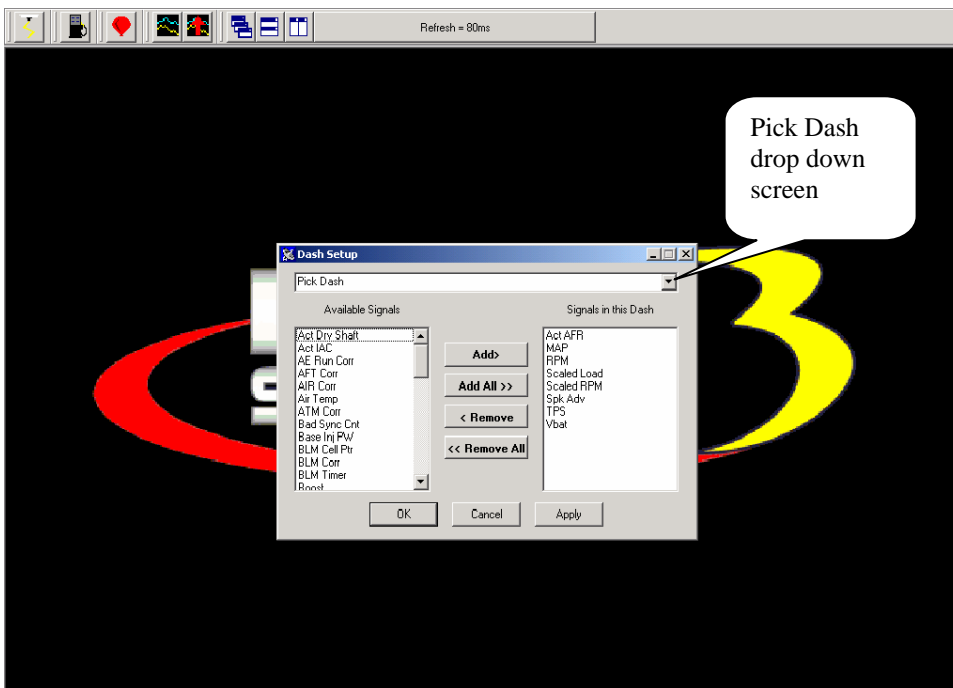 Refresh = 80ms
Pick Dash
drop down
screen
Dash Setup
Pick Dash
Available Signals
Signals in this Dash
Act Drv Shaft
Act IAC
AE Run Corr
AFT Corr
AIR Corr
Air Temp
ATM Corr
Bad Sync Cnt
Base Inj PW
BLM Cell Ptr
BLM Corr
BLM Timer
Boost
Add>
Add All >>
< Remove
<< Remove All
Act AFR
MAP
RPM
Scaled Load
Scaled RPM
Spk Adv
TPS
Vbat
OK
Cancel
Apply